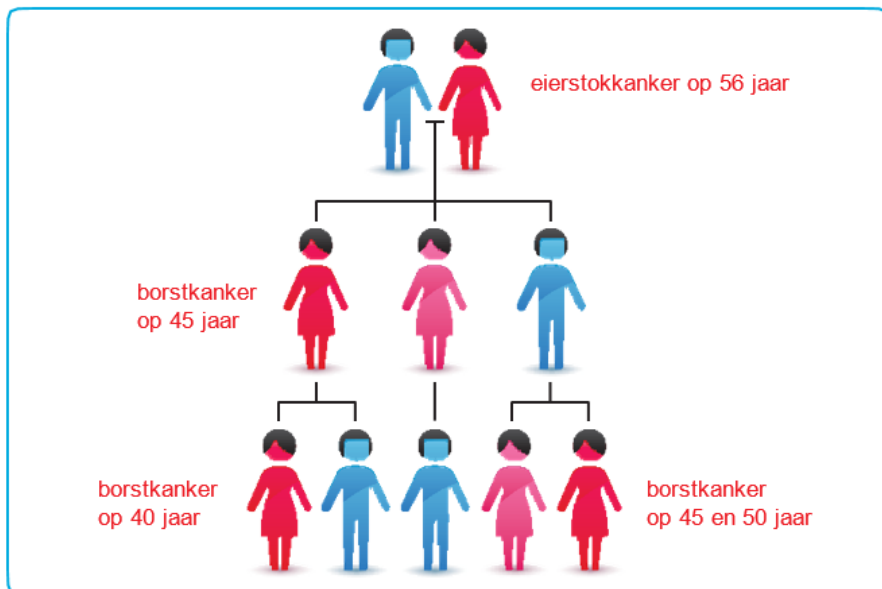 eierstokkanker op 56 jaar
borstkanker
op 45 jaar
borstkanker
op 40 jaar
borstkanker
op 45 en 50 jaar